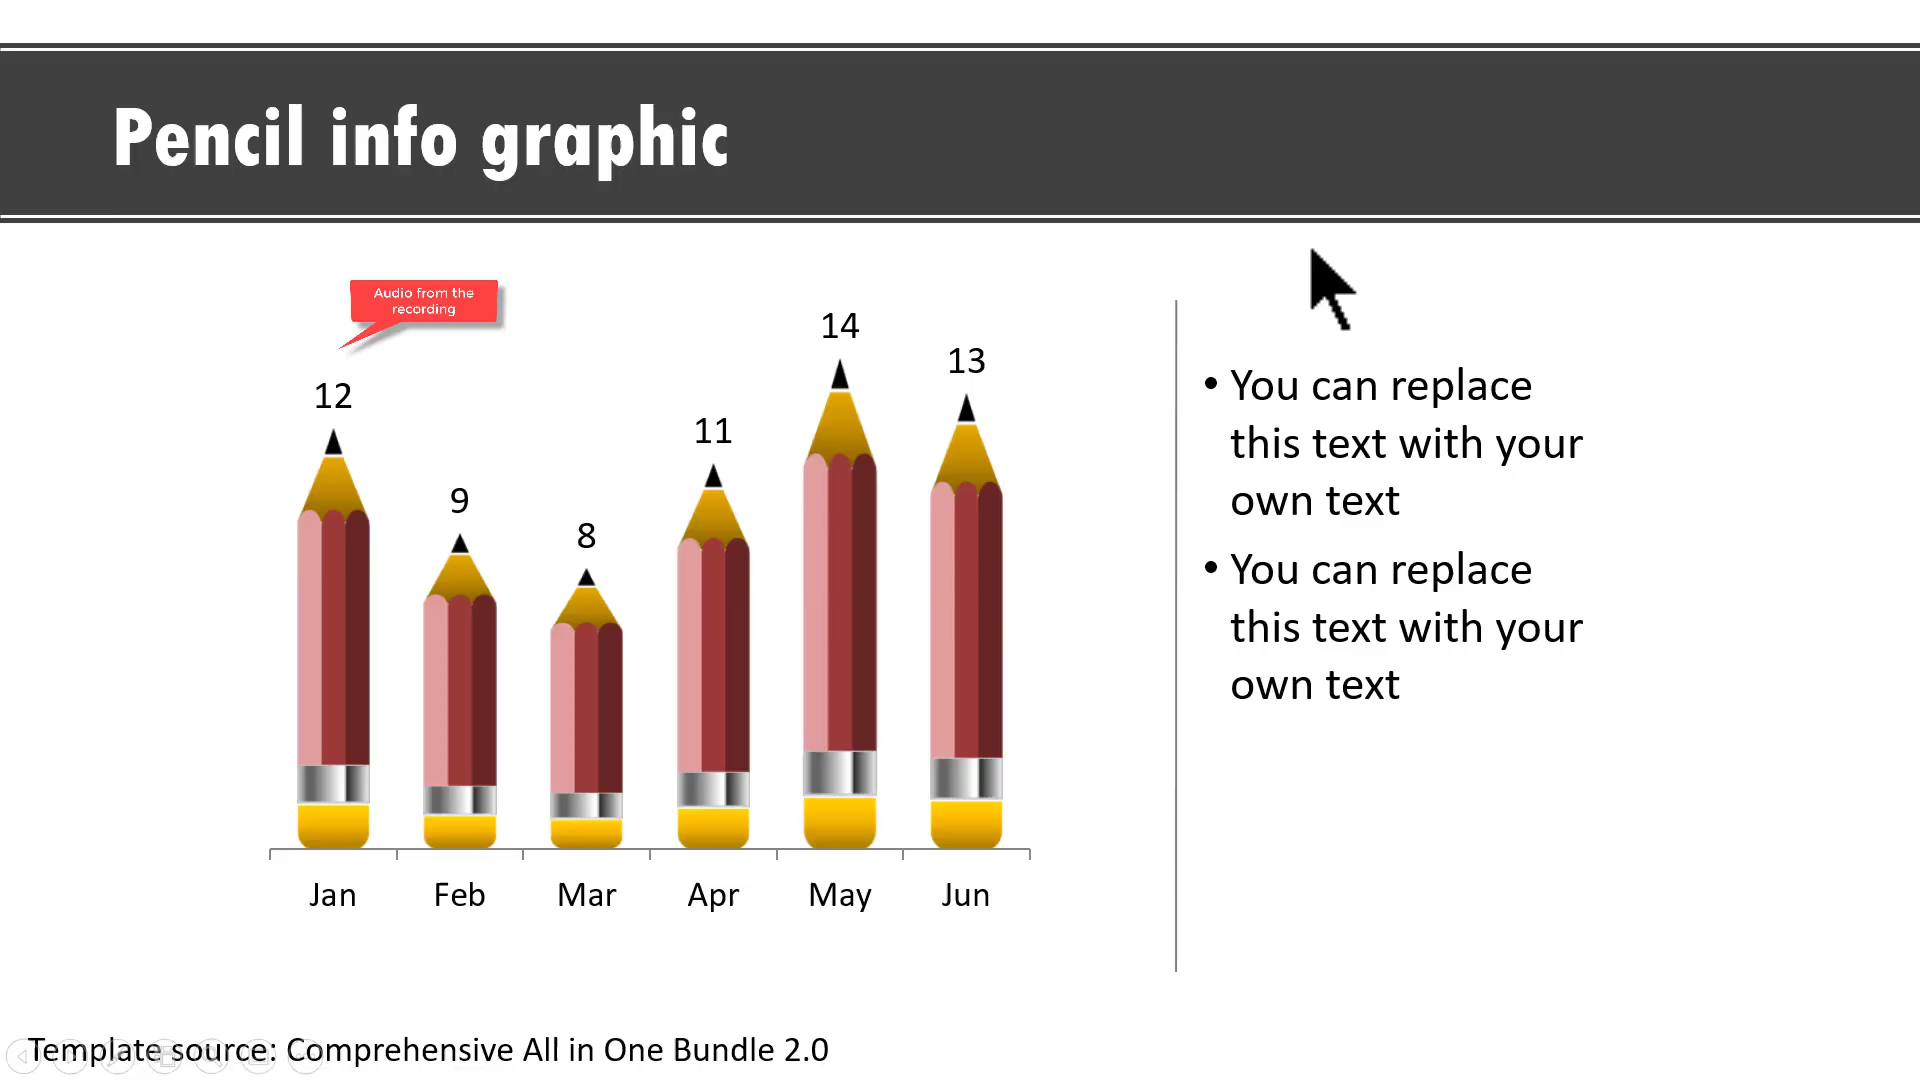 Pencil info graphic
Audio from the
recording
12
9
8
11
14
13
Jan Feb Mar Apr May Jun
• You can replace
this text with your
own text
• You can replace
this text with your
own text
Template source: Comprehensive All in One Bundle 2.0